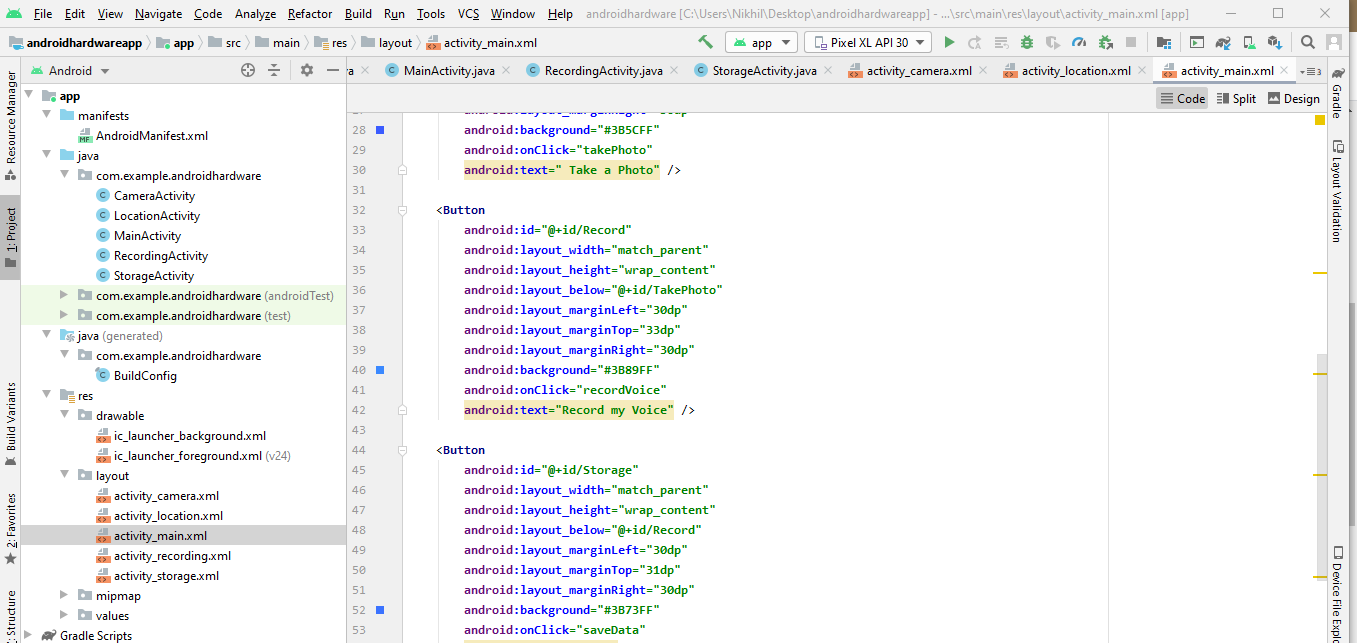 File Edit View Navigate Code Analyze Refactor Build Run Tools VCS Window Help androidhardware [C:\Users\Nikhil\Desktop\androidhardwareapp] - ...\src\main\res\layout\activity_main.xml [app]
androidhardwareapp app src main res layout activity_main.xml app Pixel XL API 30
Android va MainActivity.java RecordingActivity.java StorageActivity.java activity_camera.xml activity_location.xml activity_main.xml 3
Code Split Design
Resource Manager
1: Project
Build Variants
2: Favorites
Structure
app
manifests
AndroidManifest.xml
java
com.example.androidhardware
CameraActivity
LocationActivity
MainActivity
RecordingActivity
StorageActivity
com.example.androidhardware (androidTest)
com.example.androidhardware (test)
java (generated)
com.example.androidhardware
BuildConfig
res
drawable
ic_launcher_background.xml
ic_launcher_foreground.xml (v24)
layout
activity_camera.xml
activity_location.xml
activity_main.xml
activity_recording.xml
activity_storage.xml
mipmap
values
Gradle Scripts
28 android:background="#3B5CFF"
29 android:onClick="takePhoto"
30 android:text=" Take a Photo" />
31
32 <Button
33 android:id="@+id/Record"
34 android:layout_width="match_parent"
35 android:layout_height="wrap_content"
36 android:layout_below="@+id/TakePhoto"
37 android:layout_marginLeft="30dp"
38 android:layout_marginTop="33dp"
39 android:layout_marginRight="30dp"
40 android:background="#3B89FF"
41 android:onClick="recordVoice"
42 android:text="Record my Voice" />
43
44 <Button
45 android:id="@+id/Storage"
46 android:layout_width="match_parent"
47 android:layout_height="wrap_content"
48 android:layout_below="@+id/Record"
49 android:layout_marginLeft="30dp"
50 android:layout_marginTop="31dp"
51 android:layout_marginRight="30dp"
52 android:background="#3B73FF"
53 android:onClick="saveData"
Gradle
Layout Validation
Device File Explo